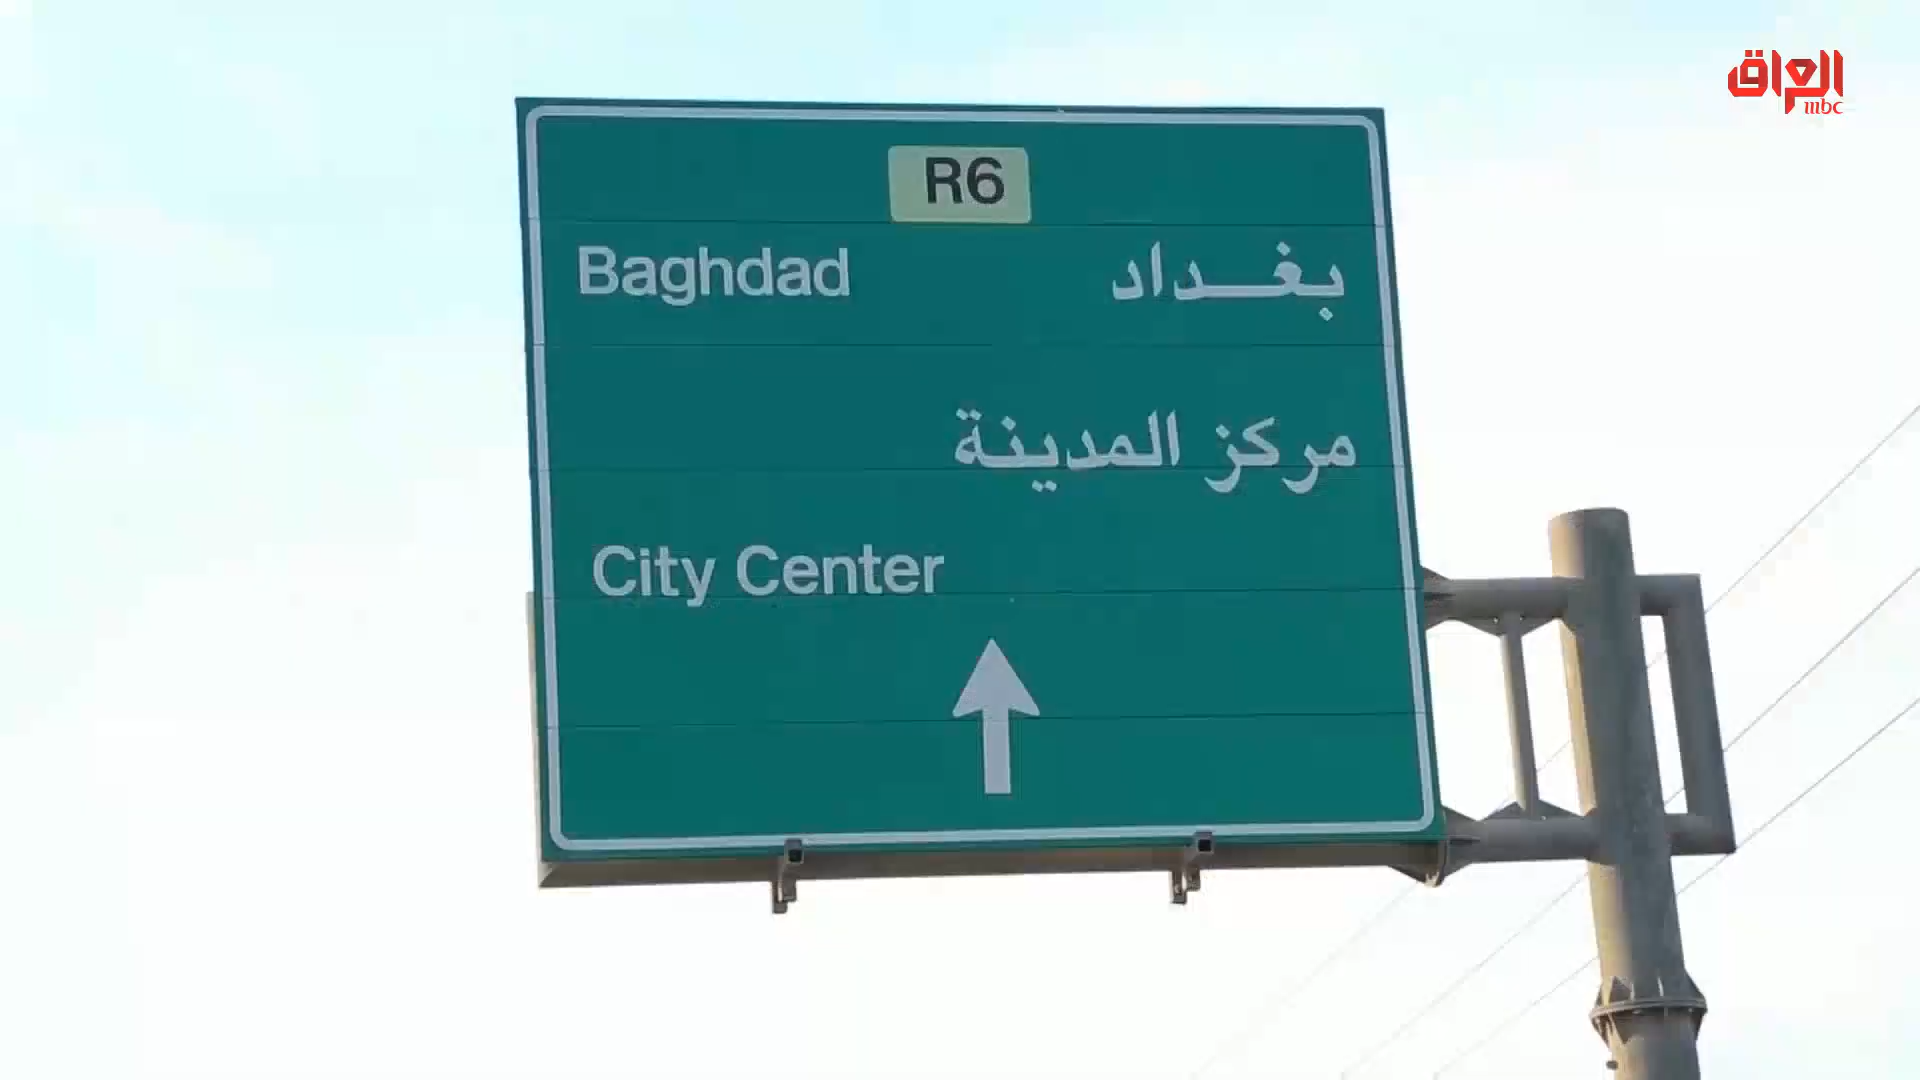 العراق
mbc
R6
Baghdad بغـــداد
مركز المدينة
City Center